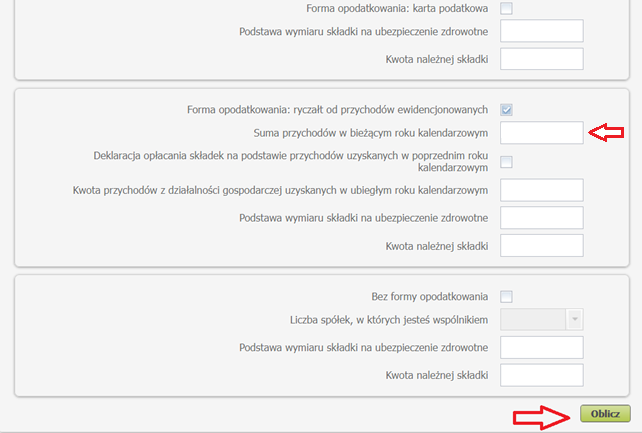 Forma opodatkowania: karta podatkowa
Podstawa wymiaru składki na ubezpieczenie zdrowotne
Kwota należnej składki
Forma opodatkowania: ryczałt od przychodów ewidencjonowanych
Suma przychodów w bieżącym roku kalendarzowym
Deklaracja opłacania składek na podstawie przychodów uzyskanych w poprzednim roku
kalendarzowym
Kwota przychodów z działalności gospodarczej uzyskanych w ubiegłym roku kalendarzowym
Podstawa wymiaru składki na ubezpieczenie zdrowotne
Kwota należnej składki
Bez formy opodatkowania
Liczba spółek, w których jesteś wspólnikiem
Podstawa wymiaru składki na ubezpieczenie zdrowotne
Kwota należnej składki
Oblicz